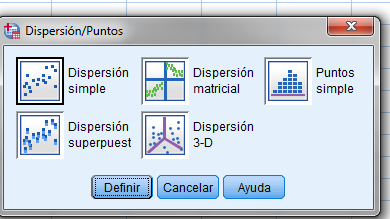 Dispersión/Puntos
Dispersión
simple
Dispersión
matricial
Puntos
simple
Dispersión
superpuest
Dispersión
3-D
Definir
Cancelar
Ayuda